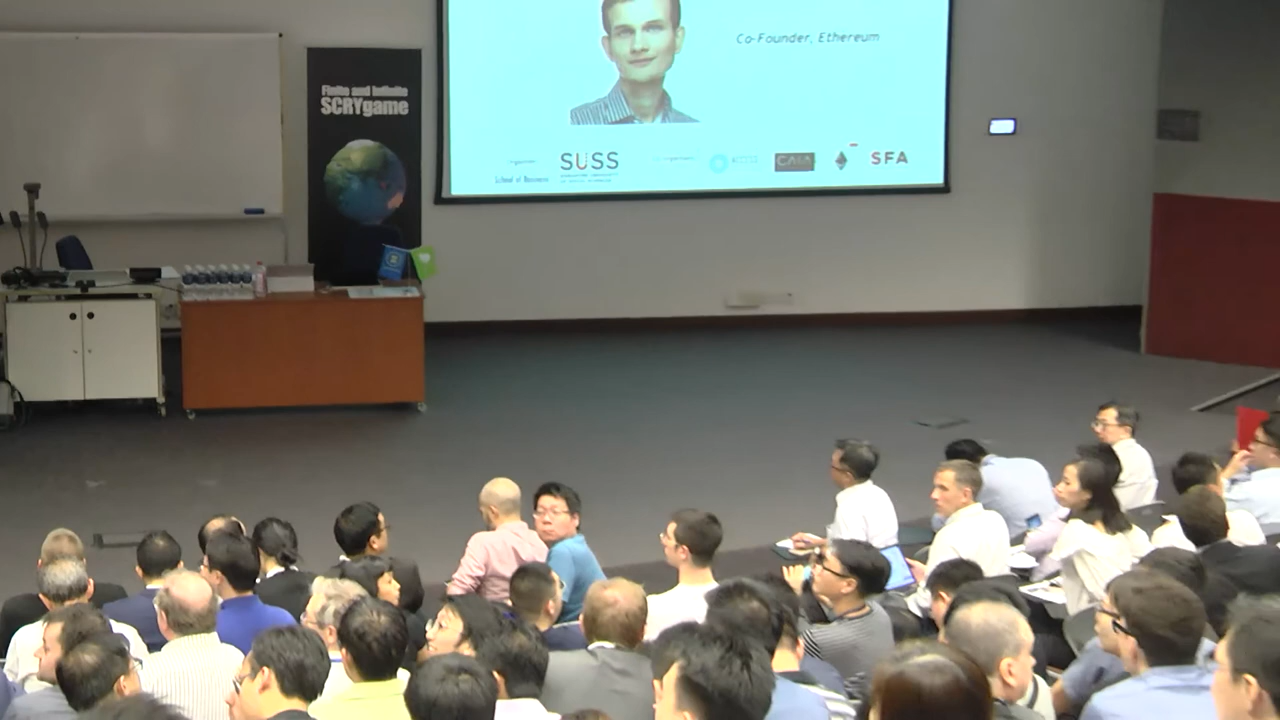 Co-Founder, Ethereum
Finite and Infinite
SCRYgame
SUSS
School of Business
CAIA
SFA